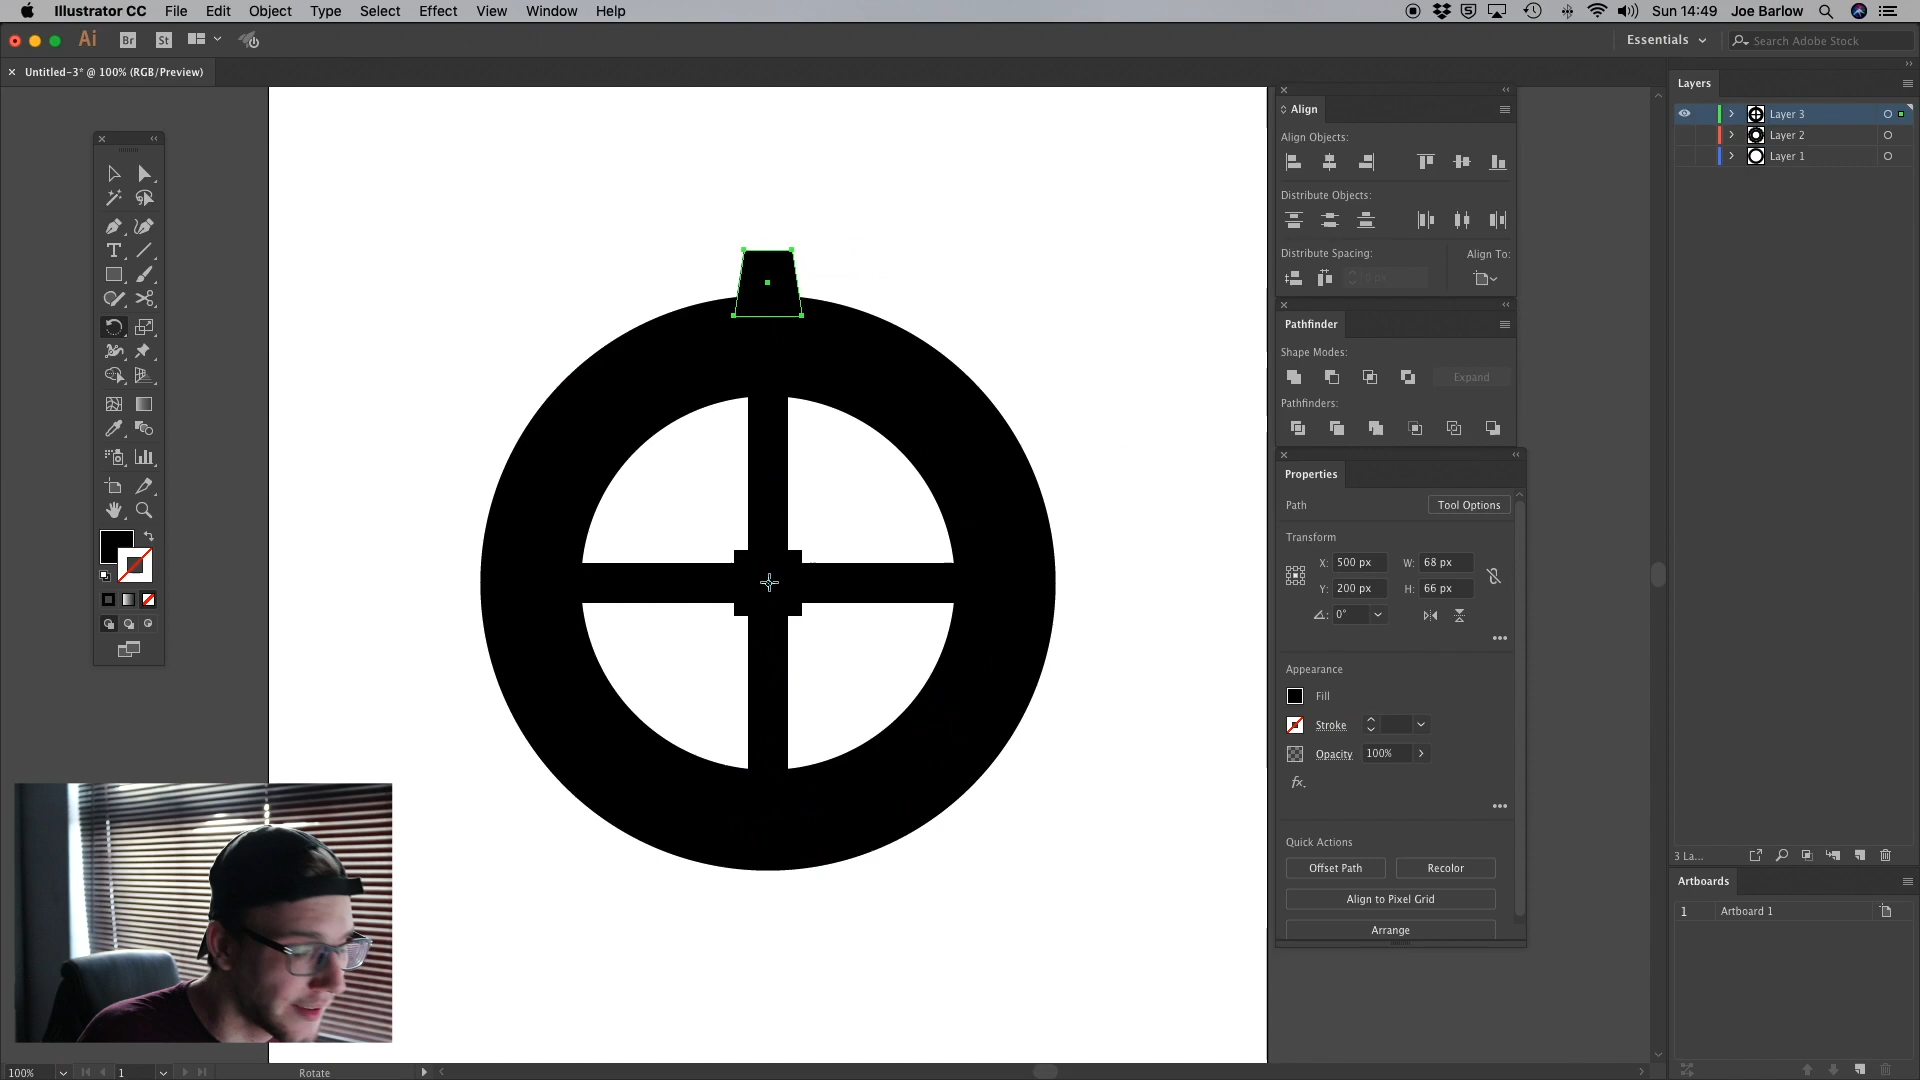 Illustrator CC File Edit Object Type Select Effect View Window Help
Sun 14:49 Joe Barlow
Ai Br St
Essentials
Search Adobe Stock
Untitled-3* @ 100% (RGB/Preview)
Align
Align Objects:
Distribute Objects:
Distribute Spacing:
Align To:
Pathfinder
Shape Modes:
Expand
Pathfinders:
Properties
Path
Tool Options
Transform
X: 500 px W: 68 px
Y: 200 px H: 66 px
0°
Appearance
Fill
Stroke
Opacity 100%
fx.
Quick Actions
Offset Path
Recolor
Align to Pixel Grid
Arrange
Layers
Layer 3
Layer 2
Layer 1
3 La...
Artboards
1 Artboard 1
100%
1
Rotate